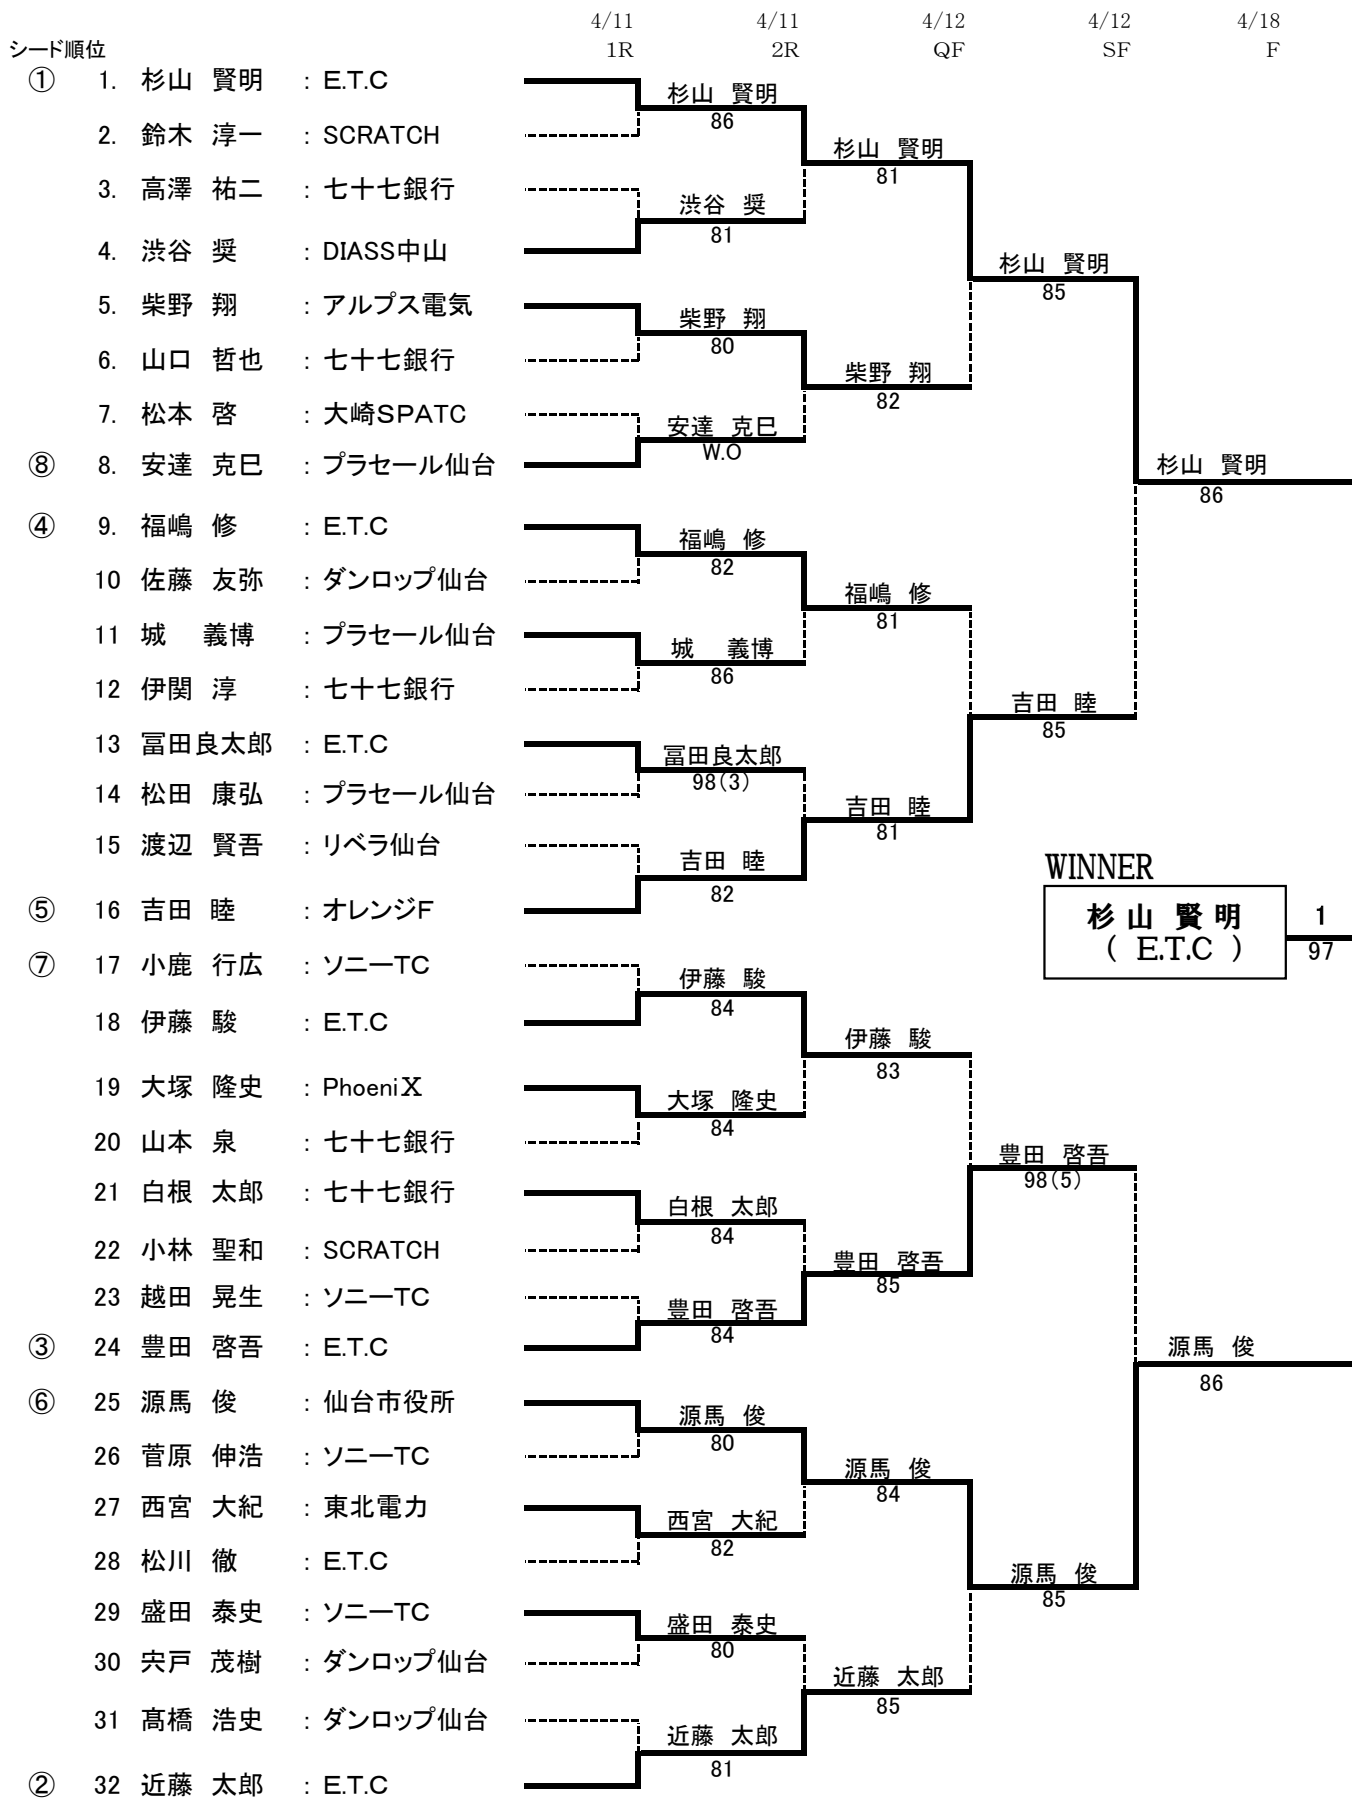 4/11 4/11 4/12 4/12 4/18
シード順位 1R 2R QF SF F
① 1. 杉山 賢明 : E.T.C
杉山 賢明
86
2. 鈴木 淳一 : SCRATCH
杉山 賢明
81
3. 高澤 祐二 : 七十七銀行
渋谷 奨
81
4. 渋谷 奨 : DIASS中山
杉山 賢明
85
5. 柴野 翔 : アルプス電気
柴野 翔
80
6. 山口 哲也 : 七十七銀行
柴野 翔
82
7. 松本 啓 : 大崎SPATC
安達 克巳
W.O
8. 安達 克巳 : プラセール仙台
⑧
杉山 賢明
86
④ 9. 福嶋 修 : E.T.C
福嶋 修
82
10 佐藤 友弥 : ダンロップ仙台
福嶋 修
81
11 城 義博 : プラセール仙台
城 義博
86
12 伊関 淳 : 七十七銀行
吉田 睦
85
13 冨田良太郎 : E.T.C
冨田良太郎
98(3)
14 松田 康弘 : プラセール仙台
吉田 睦
81
15 渡辺 賢吾 : リベラ仙台
吉田 睦
82
⑤ 16 吉田 睦 : オレンジF
WINNER
杉山 賢明
( E.T.C )
1
97
⑦ 17 小鹿 行広 : ソニーTC
伊藤 駿
84
18 伊藤 駿 : E.T.C
伊藤 駿
83
19 大塚 隆史 : PhoeniX
大塚 隆史
84
20 山本 泉 : 七十七銀行
豊田 啓吾
98(5)
21 白根 太郎 : 七十七銀行
白根 太郎
84
22 小林 聖和 : SCRATCH
豊田 啓吾
85
23 越田 晃生 : ソニーTC
豊田 啓吾
84
③ 24 豊田 啓吾 : E.T.C
源馬 俊
86
⑥ 25 源馬 俊 : 仙台市役所
源馬 俊
80
26 菅原 伸浩 : ソニーTC
源馬 俊
84
27 西宮 大紀 : 東北電力
西宮 大紀
82
28 松川 徹 : E.T.C
源馬 俊
85
29 盛田 泰史 : ソニーTC
盛田 泰史
80
30 宍戸 茂樹 : ダンロップ仙台
近藤 太郎
85
31 髙橋 浩史 : ダンロップ仙台
近藤 太郎
81
② 32 近藤 太郎 : E.T.C